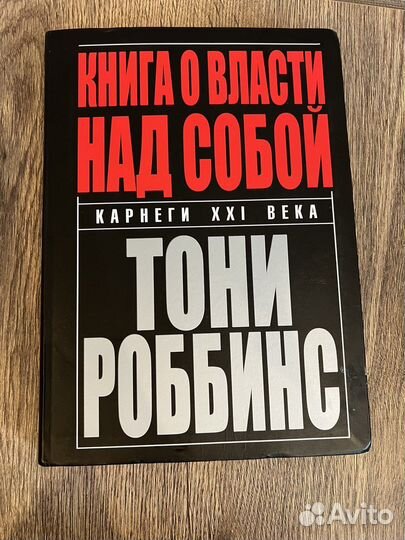 КНИГА О ВЛАСТИ
НАД СОБОЙ
КАРНЕГИ XXI ВЕКА
ТОНИ
РОББИНС
Avito